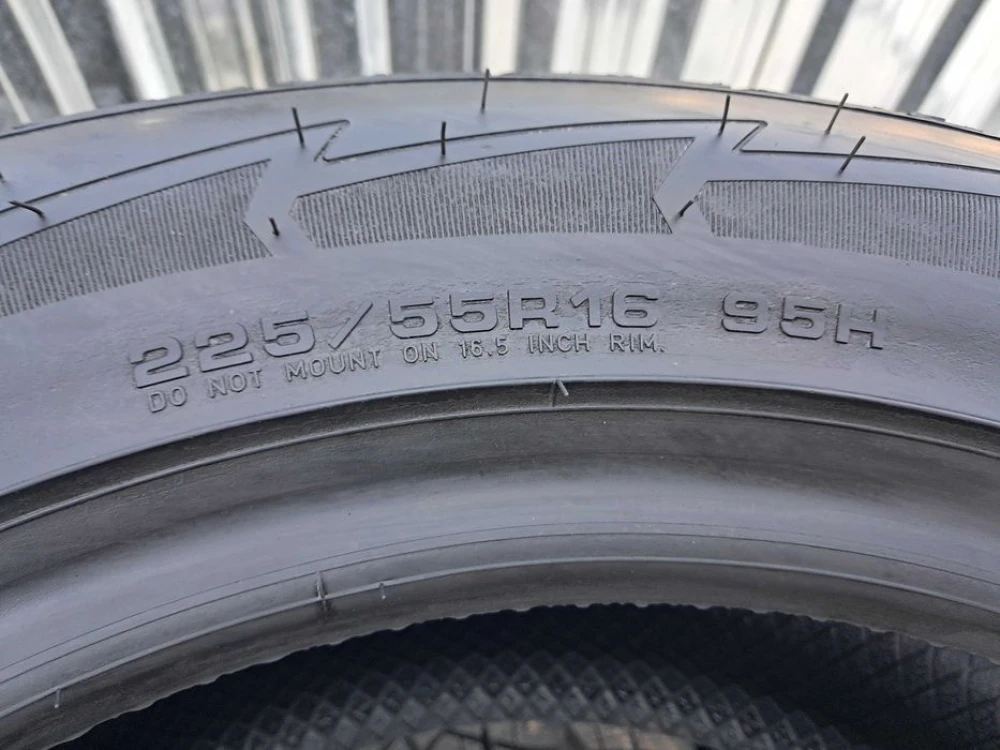 225/55R16 95H
DO NOT MOUNT ON 16.5 INCH RIM.